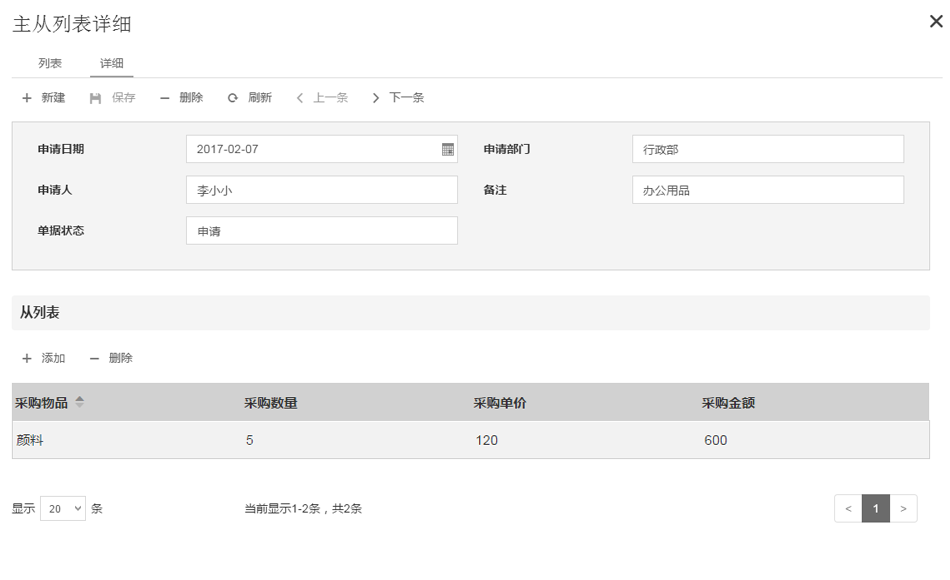 主从列表详细
列表 详细
新建 保存 删除 刷新 上一条 下一条
申请日期 2017-02-07 申请部门 行政部
申请人 李小小 备注 办公用品
单据状态 申请
从列表
添加 删除
采购物品 采购数量 采购单价 采购金额
颜料 5 120 600
显示 20 条 当前显示1-2条，共2条 < 1 >